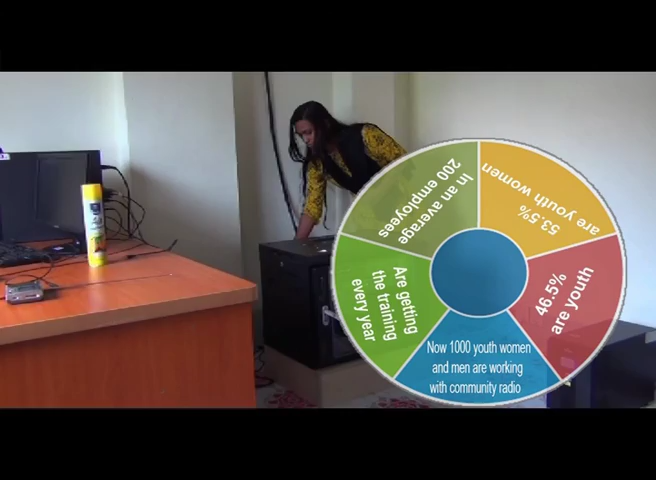 In an average
200 employees
53.5%
are youth women
46.5%
are youth
Now 1000 youth women
and men are working
with community radio
Are getting
the training
every year